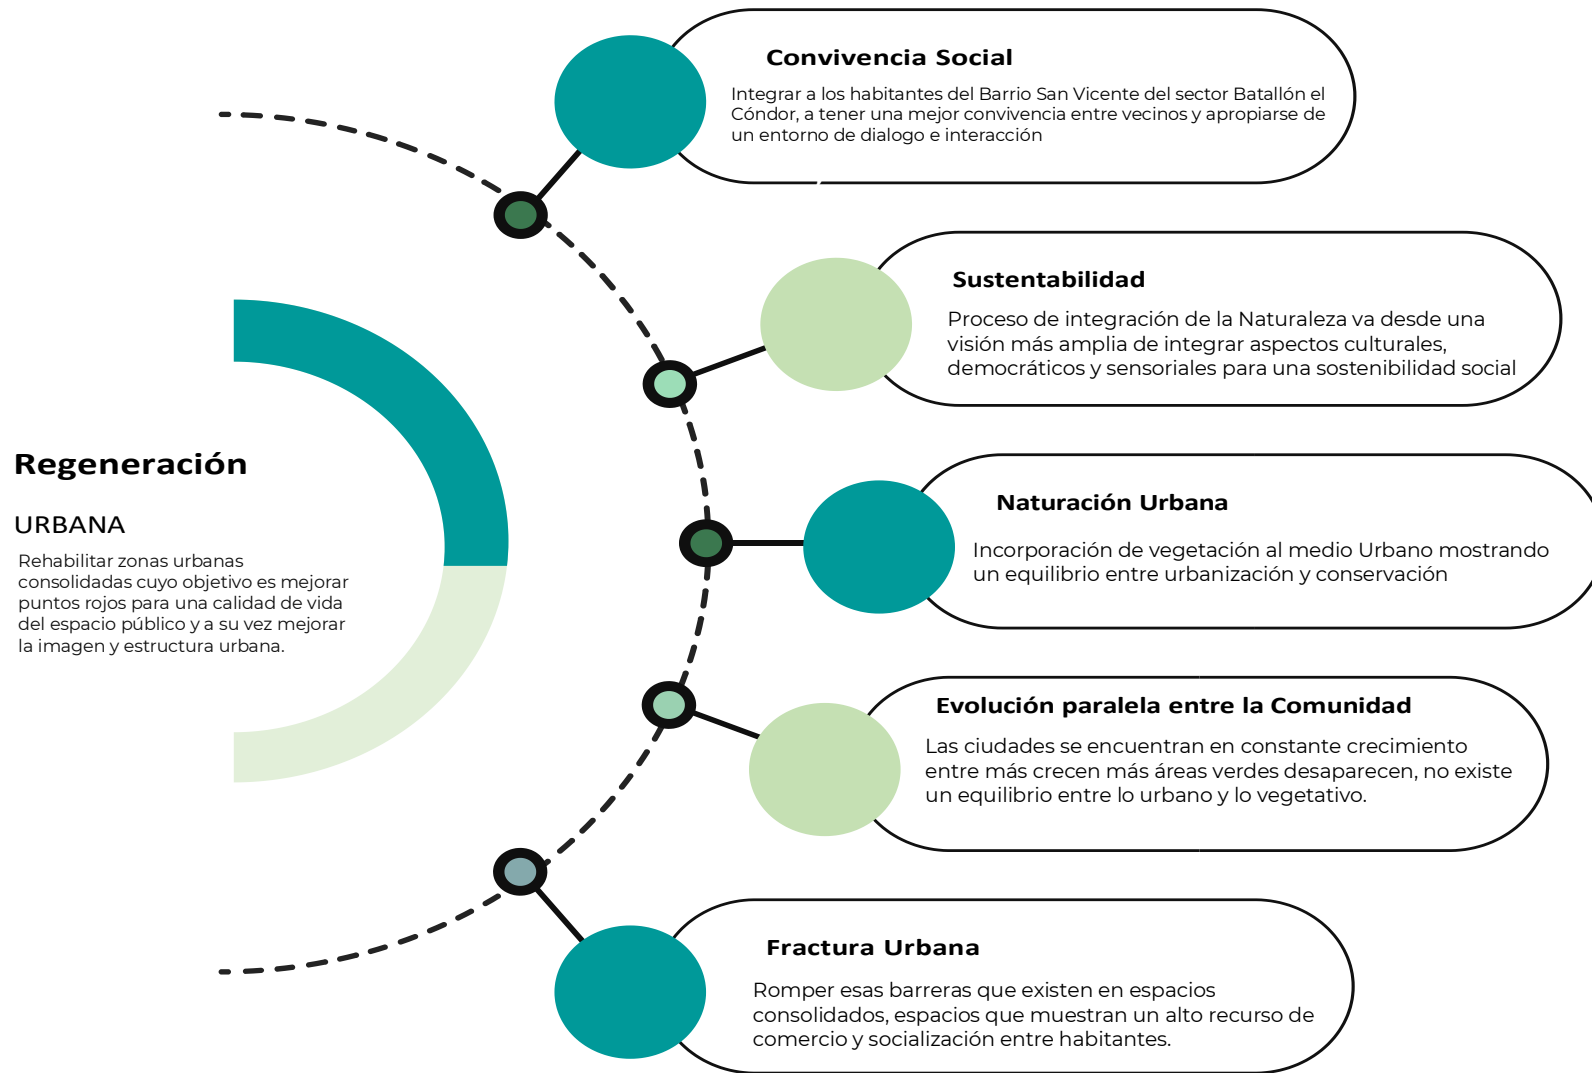 Convivencia Social
Integrar a los habitantes del Barrio San Vicente del sector Batallón el
Cóndor, a tener una mejor convivencia entre vecinos y apropiarse de
un entorno de dialogo e interacción
Sustentabilidad
Proceso de integración de la Naturaleza va desde una
visión más amplia de integrar aspectos culturales,
democráticos y sensoriales para una sostenibilidad social
Regeneración
URBANA
Rehabilitar zonas urbanas
consolidadas cuyo objetivo es mejorar
puntos rojos para una calidad de vida
del espacio público y a su vez mejorar
la imagen y estructura urbana.
Naturación Urbana
Incorporación de vegetación al medio Urbano mostrando
un equilibrio entre urbanización y conservación
Evolución paralela entre la Comunidad
Las ciudades se encuentran en constante crecimiento
entre más crecen más áreas verdes desaparecen, no existe
un equilibrio entre lo urbano y lo vegetativo.
Fractura Urbana
Romper esas barreras que existen en espacios
consolidados, espacios que muestran un alto recurso de
comercio y socialización entre habitantes.